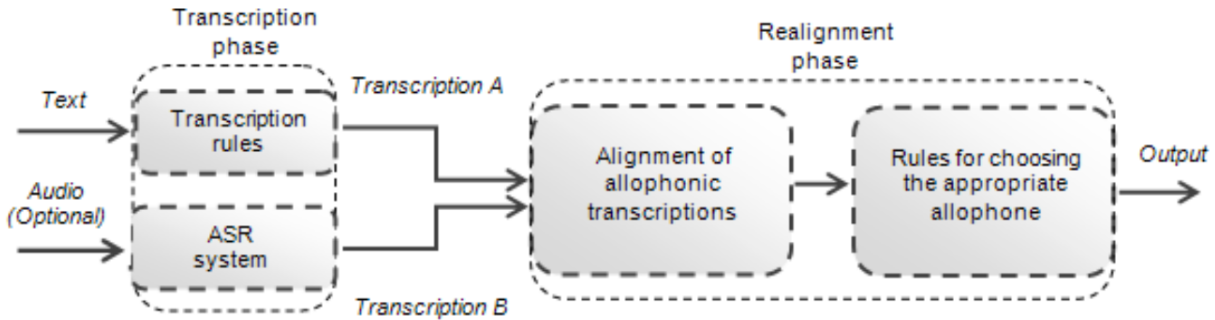 Transcription
phase
Realignment
phase
Text
Transcription A
Transcription
rules
Alignment of
allophonic
transcriptions
Rules for choosing
the appropriate
allophone
Output
Audio
(Optional)
ASR
system
Transcription B